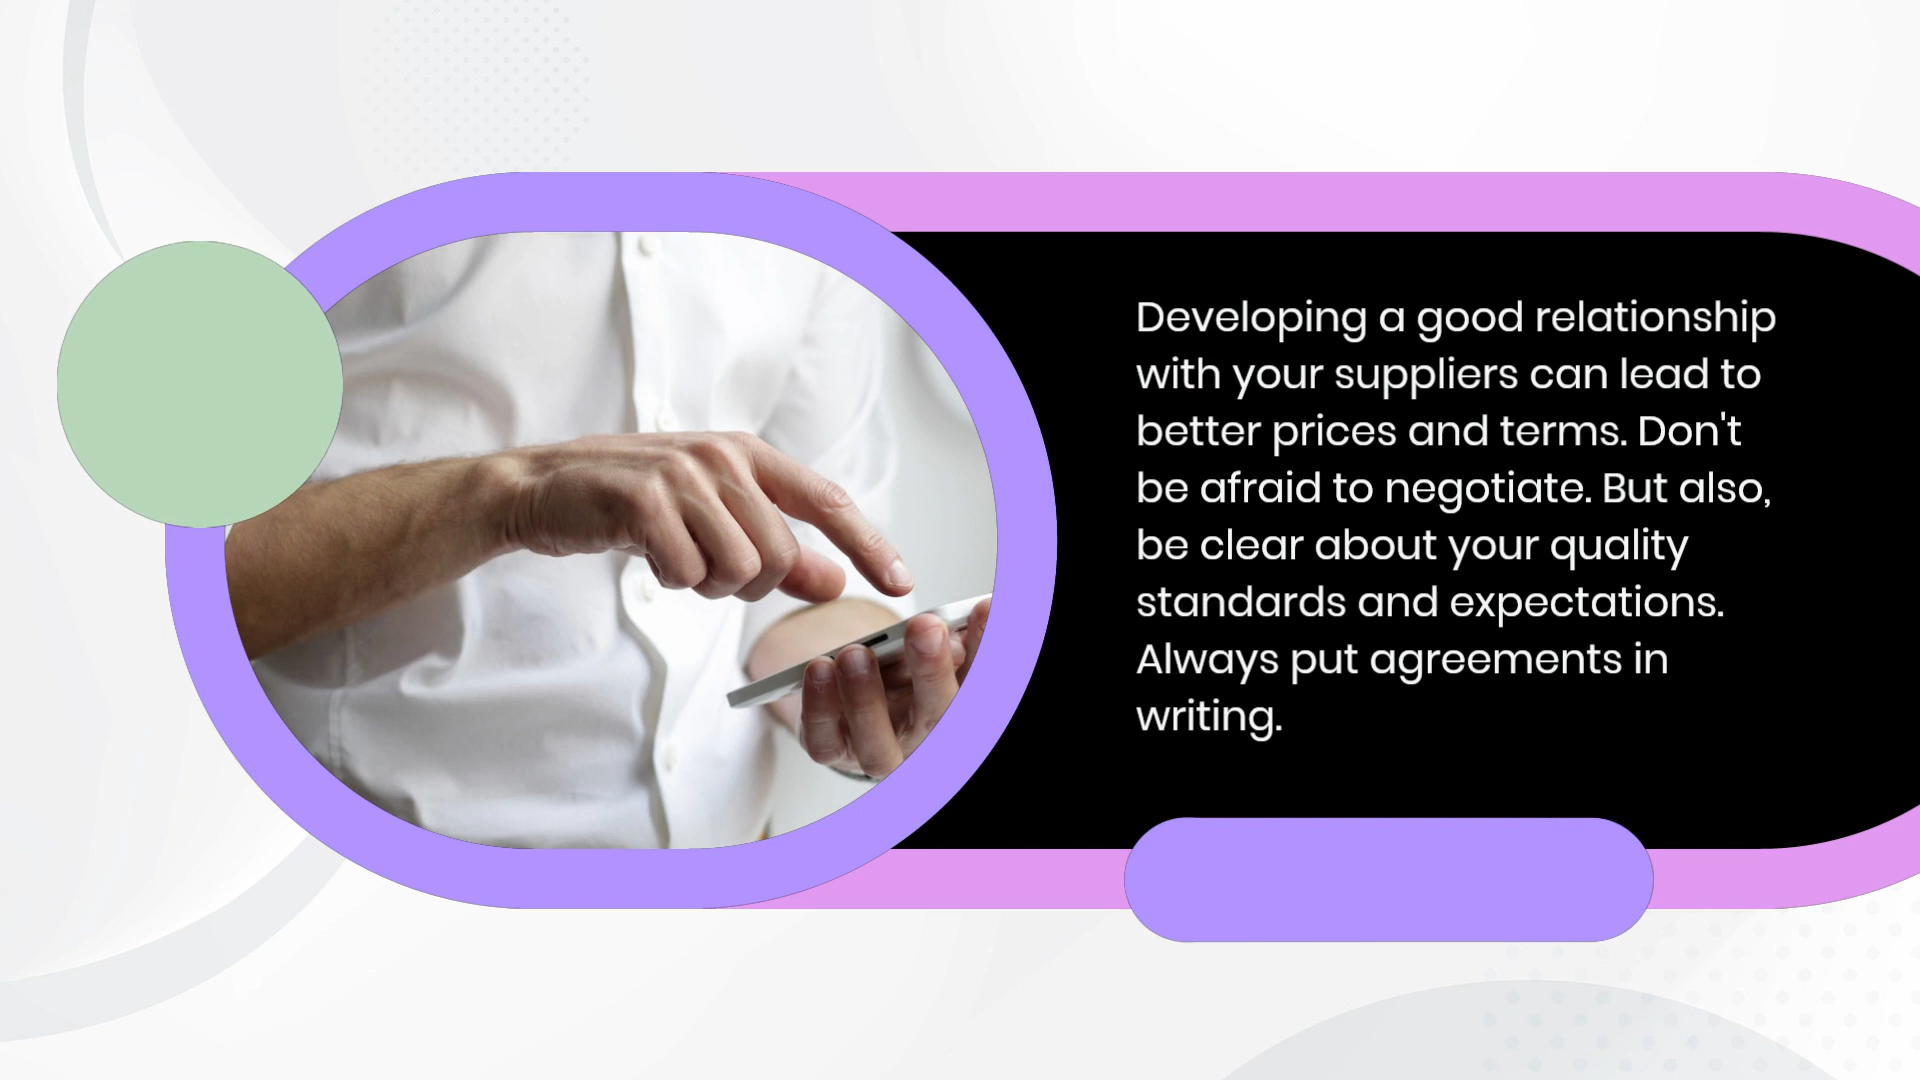 Developing a good relationship
with your suppliers can lead to
better prices and terms. Don't
be afraid to negotiate. But also,
be clear about your quality
standards and expectations.
Always put agreements in
writing.